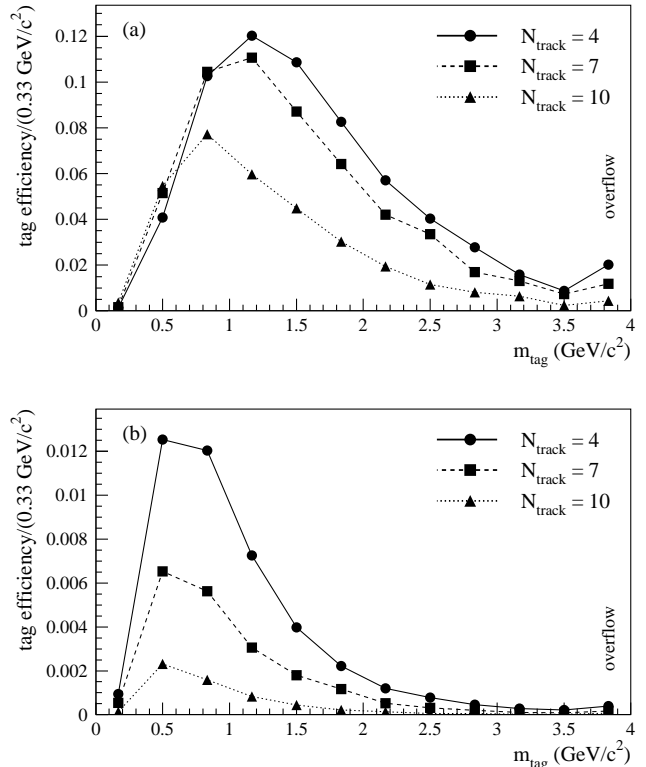 (a)
N_track = 4
N_track = 7
N_track = 10
tag efficiency/(0.33 GeV/c²)
0.12
0.1
0.08
0.06
0.04
0.02
0
overflow
0 0.5 1 1.5 2 2.5 3 3.5 4
m_tag (GeV/c²)
(b)
N_track = 4
N_track = 7
N_track = 10
tag efficiency/(0.33 GeV/c²)
0.012
0.01
0.008
0.006
0.004
0.002
0
overflow
0 0.5 1 1.5 2 2.5 3 3.5 4
m_tag (GeV/c²)